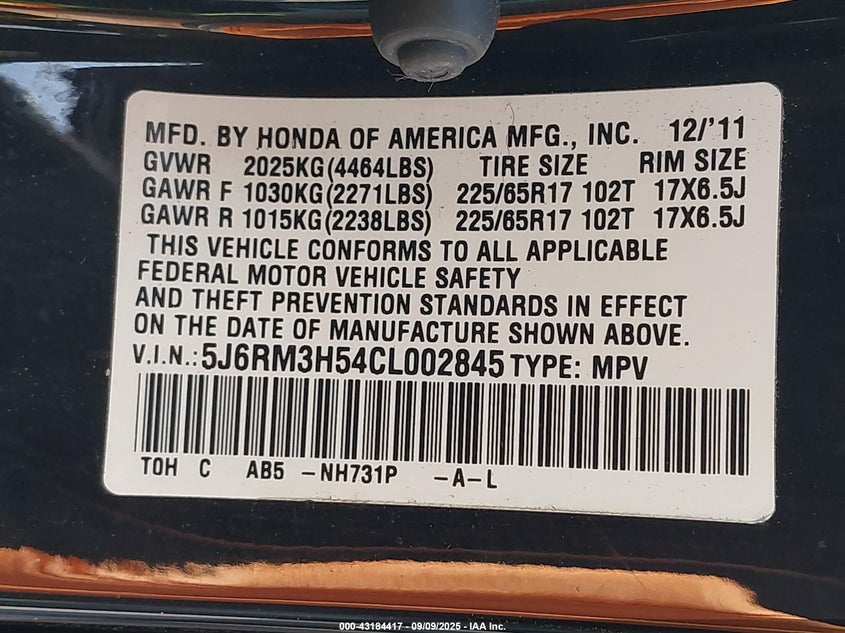 MFD. BY HONDA OF AMERICA MFG., INC. 12/'11
GVWR 2025KG(4464LBS) TIRE SIZE RIM SIZE
GAWR F 1030KG(2271LBS) 225/65R17 102T 17X6.5J
GAWR R 1015KG(2238LBS) 225/65R17 102T 17X6.5J
THIS VEHICLE CONFORMS TO ALL APPLICABLE
FEDERAL MOTOR VEHICLE SAFETY
AND THEFT PREVENTION STANDARDS IN EFFECT
ON THE DATE OF MANUFACTURE SHOWN ABOVE.
V.I.N.: 5J6RM3H54CL002845 TYPE: MPV
TOH C AB5 -NH731P -A-L
000-43184417 - 09/09/2025 - IAA Inc.